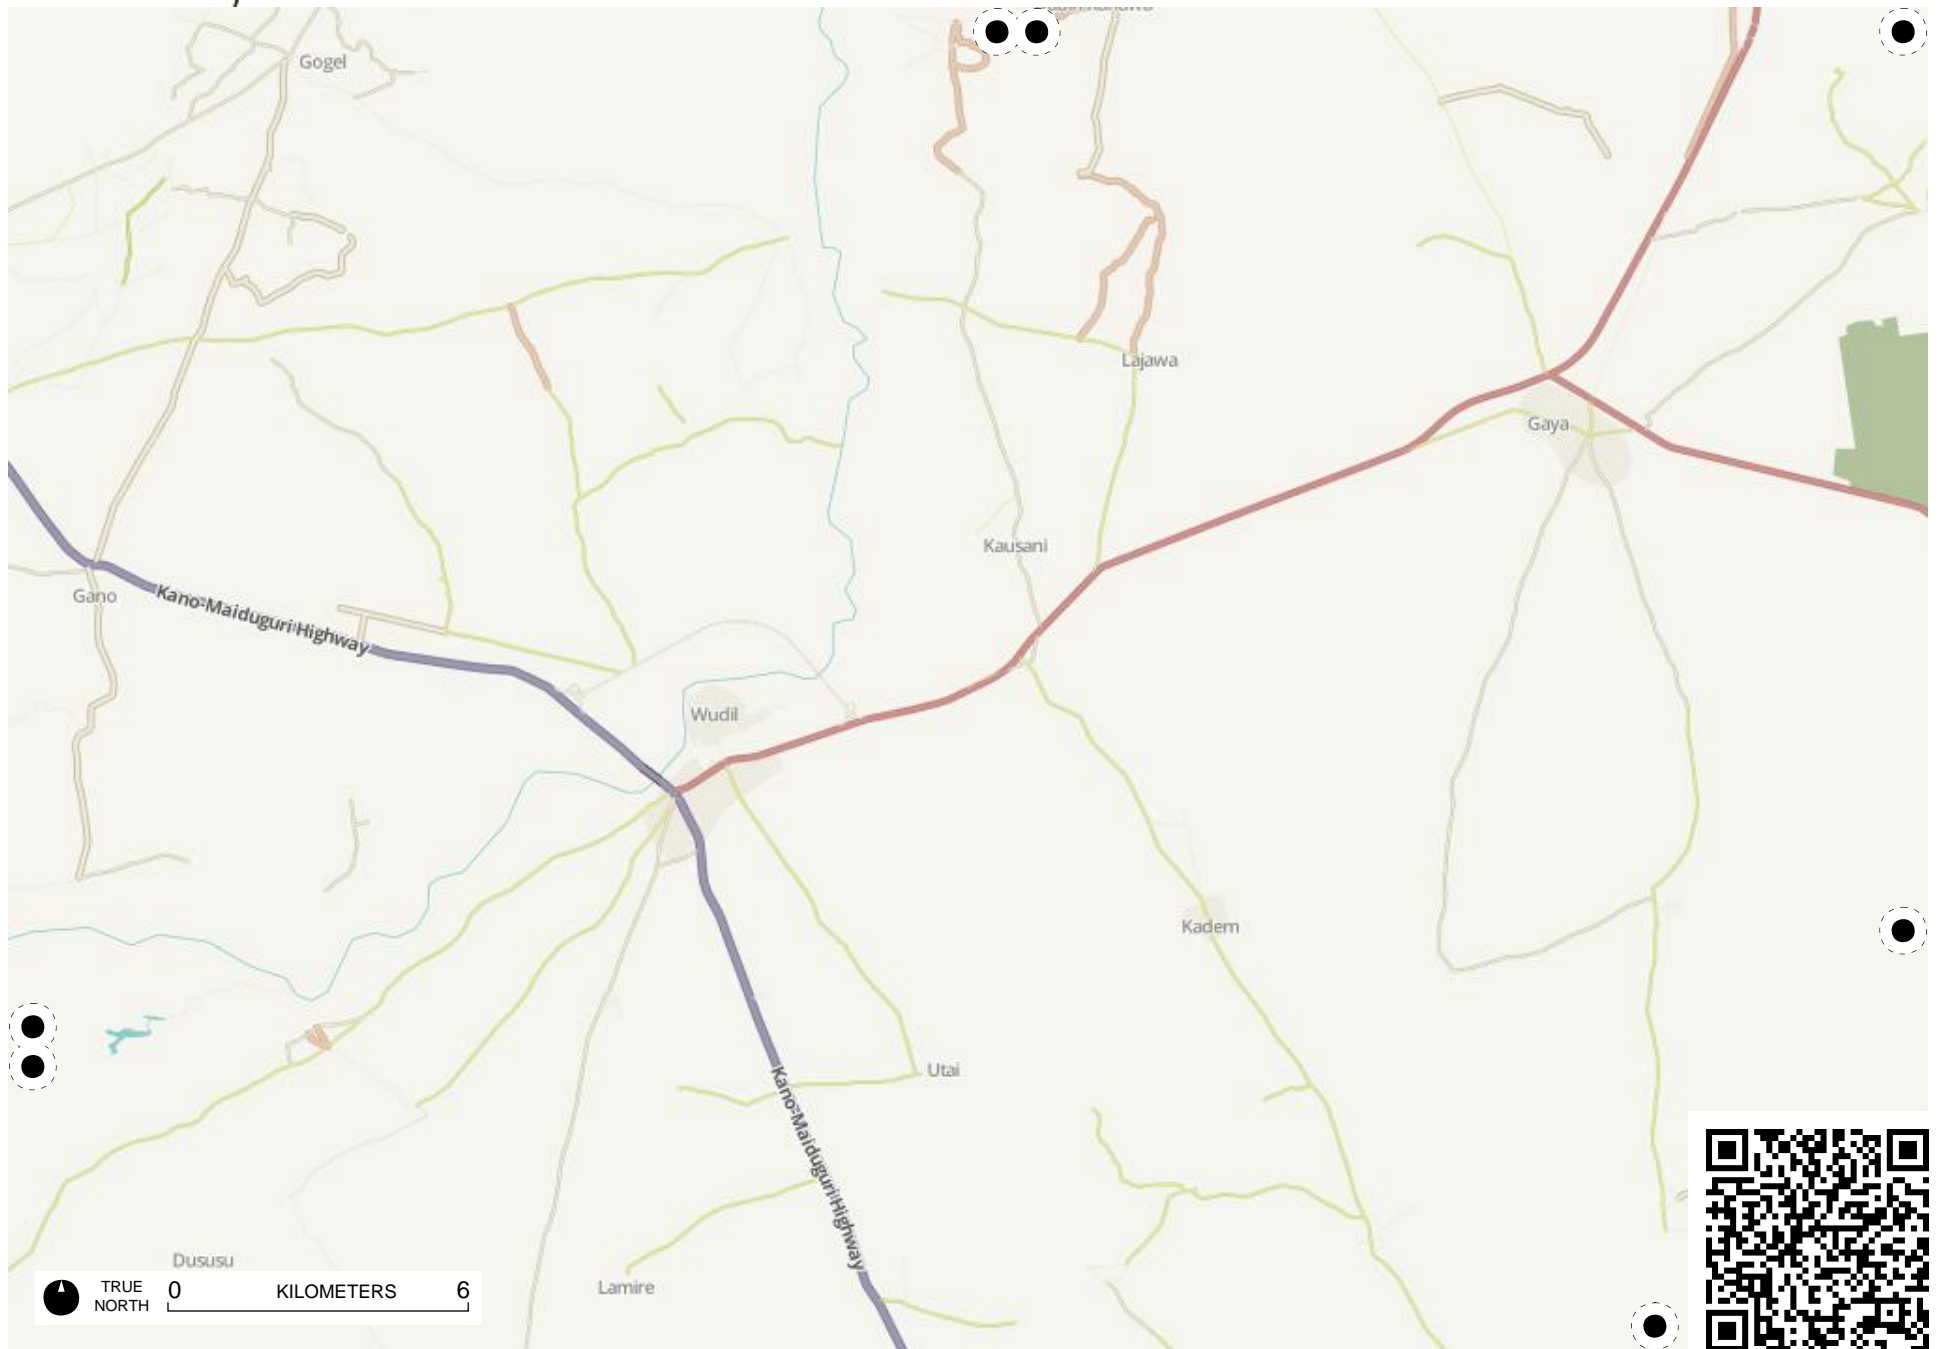 Gogel
Lajawa
Gaya
Kausani
Gano
Kano-Maiduguri Highway
Wudil
Kadem
Utai
Kano-Maiduguri Highway
Dususu
Lamire
TRUE
NORTH
0 KILOMETERS 6